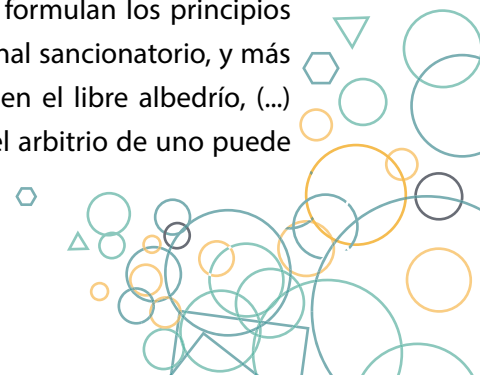 formulan los principios
nal sancionatorio, y más
en el libre albedrío, (...)
el arbitrio de uno puede